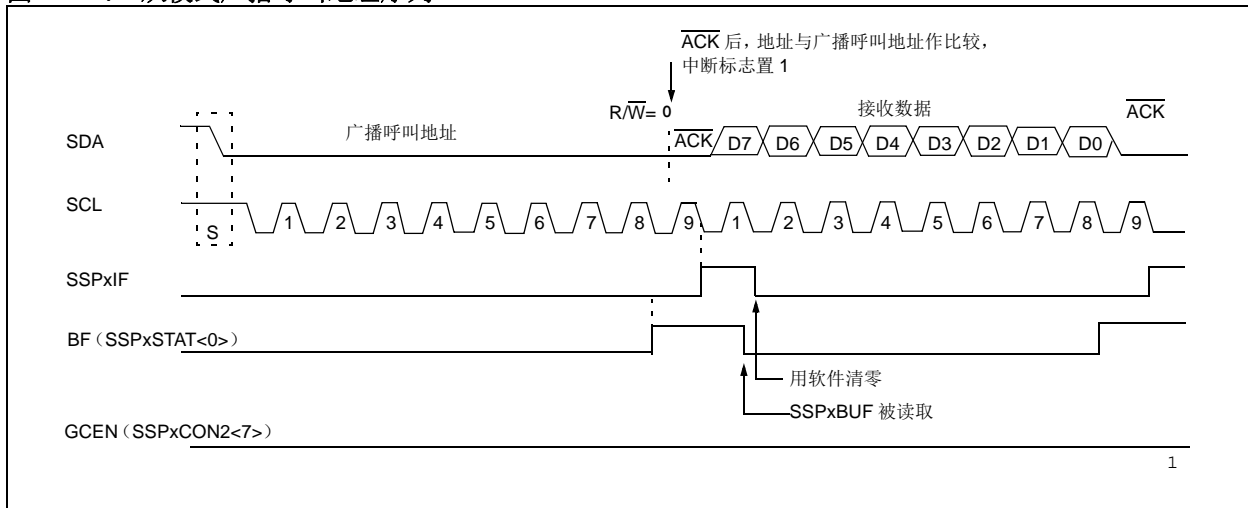 ACK 后，地址与广播呼叫地址作比较，
中断标志置 1
R/W= 0
接收数据
ACK
SDA
广播呼叫地址
ACK
D7 D6 D5 D4 D3 D2 D1 D0
SCL
S
1 2 3 4 5 6 7 8 9 1 2 3 4 5 6 7 8 9
SSPxIF
BF（SSPxSTAT<0>）
用软件清零
SSPxBUF 被读取
GCEN（SSPxCON2<7>）
1